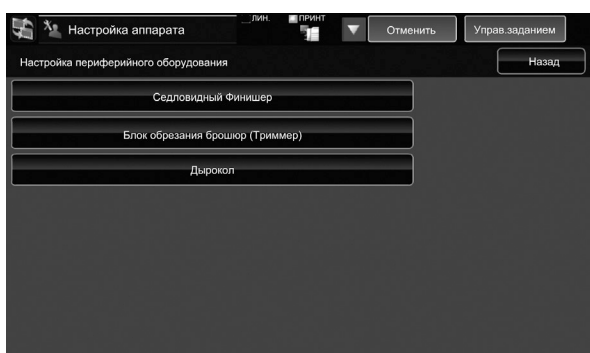 Настройка аппарата
ЛИН. ПРИНТ
Отменить
Управ.заданием
Настройка периферийного оборудования
Назад
Седловидный Финишер
Блок обрезания брошюр (Триммер)
Дырокол